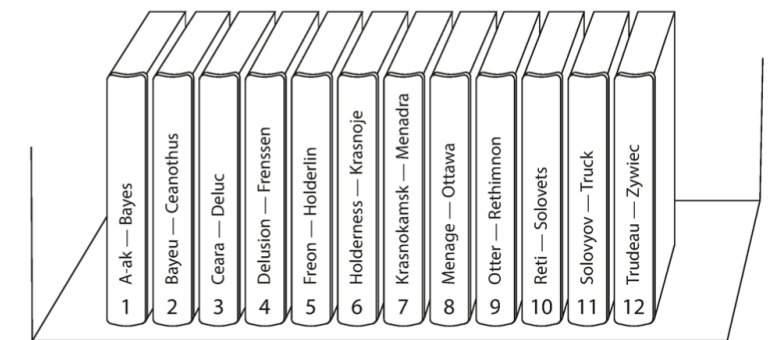 1 A-ak — Bayes
2 Bayeu — Ceanothus
3 Ceara — Deluc
4 Delusion — Frenssen
5 Freon — Holderlin
6 Holderness — Krasnoje
7 Krasnokamsk — Menadra
8 Menage — Ottawa
9 Otter — Rethimnon
10 Reti — Solovets
11 Solovyov — Truck
12 Trudeau — Zywiec